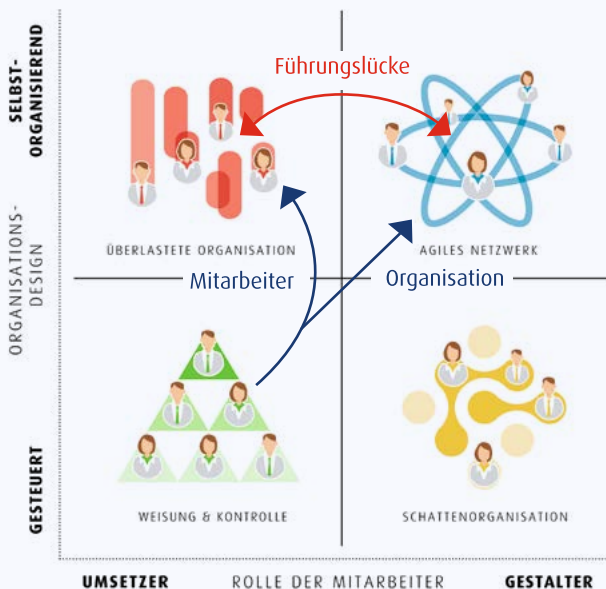 SELBST-
ORGANISIEREND
Führungslücke
ÜBERLASTETE ORGANISATION
AGILES NETZWERK
ORGANISATIONS-
DESIGN
Mitarbeiter
Organisation
GESTEUERT
WEISUNG & KONTROLLE
SCHATTENORGANISATION
UMSETZER
ROLLE DER MITARBEITER
GESTALTER